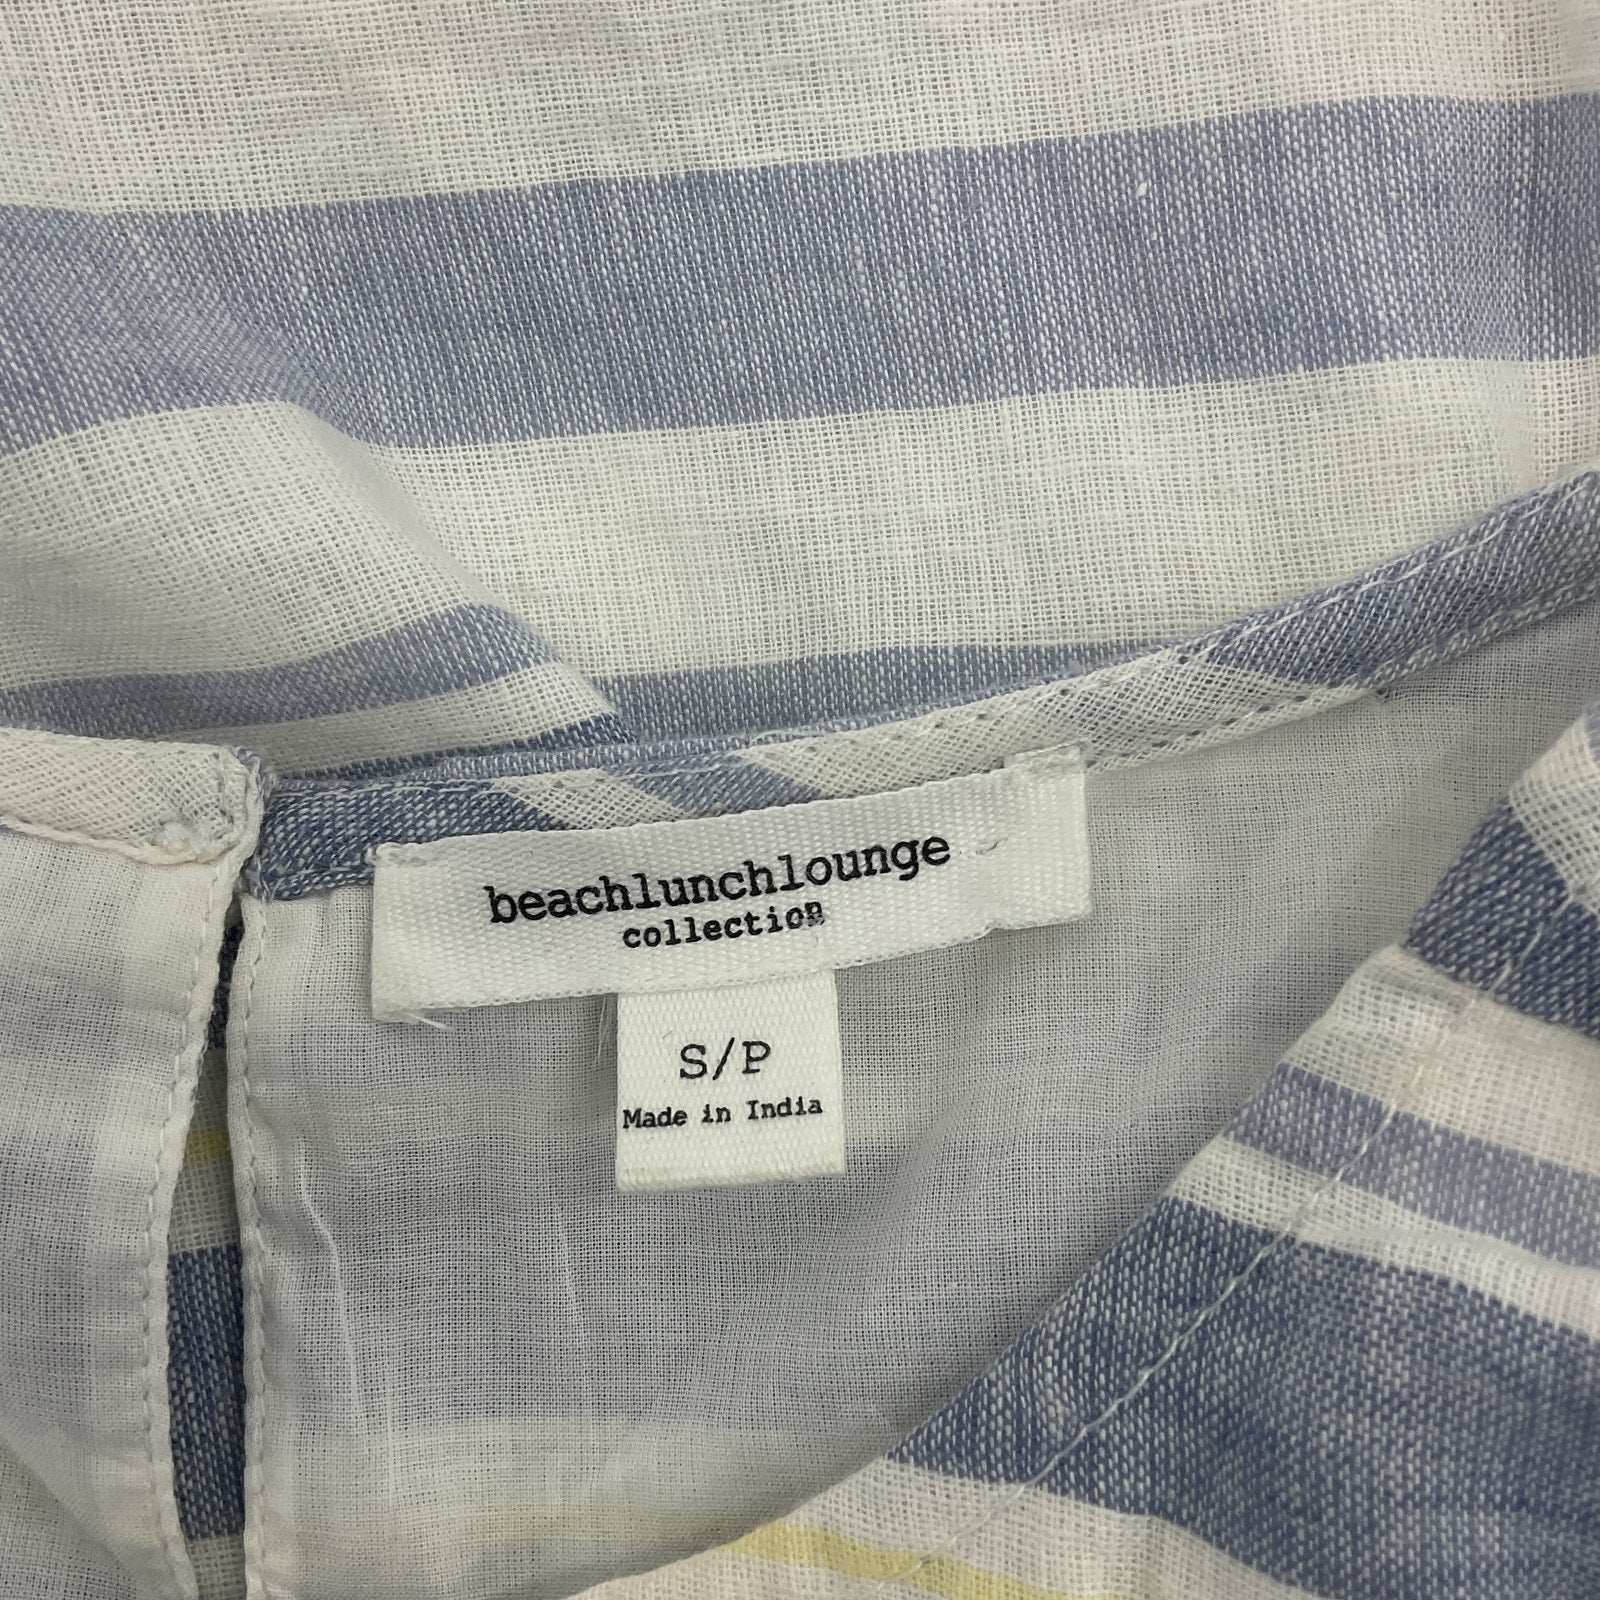 beachlunchlounge
collection
S/P
Made in India